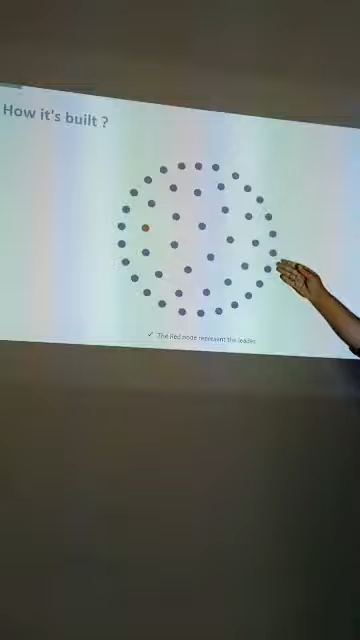 How it's built ?
✓ The Red node represent the leader